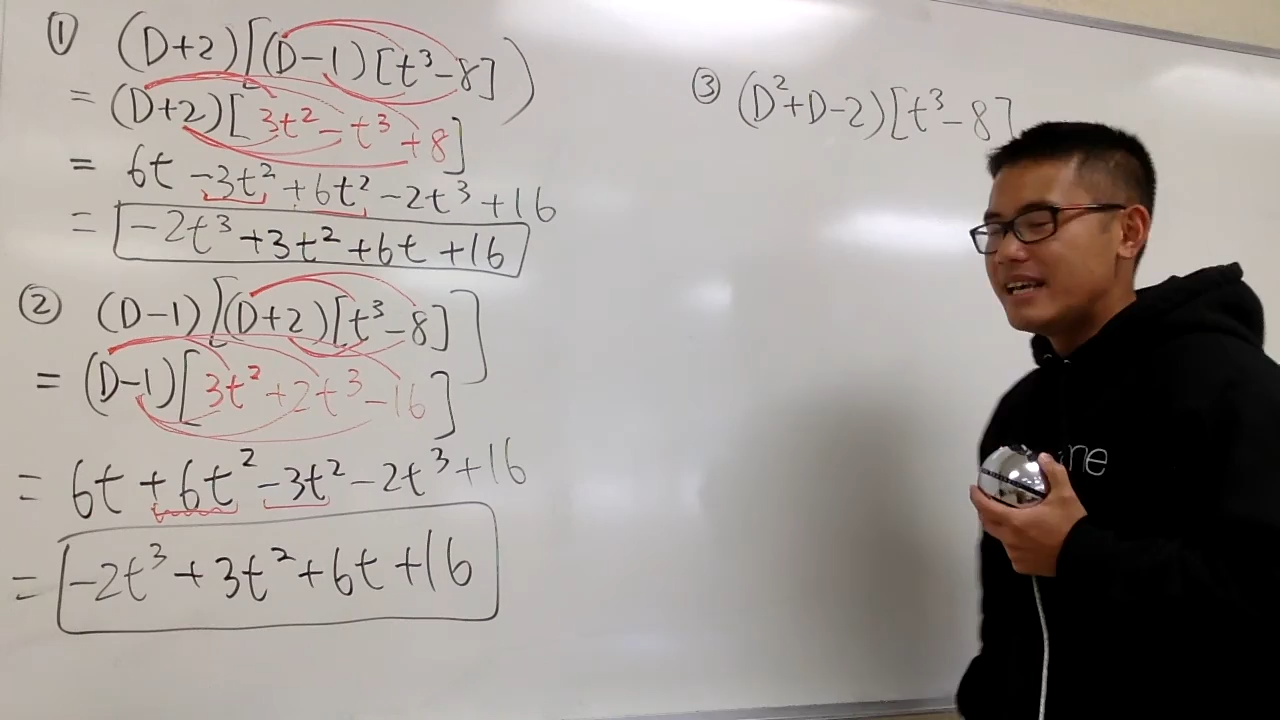 ① (D+2)[(D-1)[t³-8])
= (D+2)[3t²-t³+8]
= 6t -3t² +6t² -2t³ +16
= -2t³ +3t² +6t +16
② (D-1)[(D+2)[t³-8]]
= (D-1)[3t²+2t³-16]
= 6t +6t² -3t² -2t³ +16
= -2t³ +3t² +6t +16
③ (D²+D-2)[t³-8]